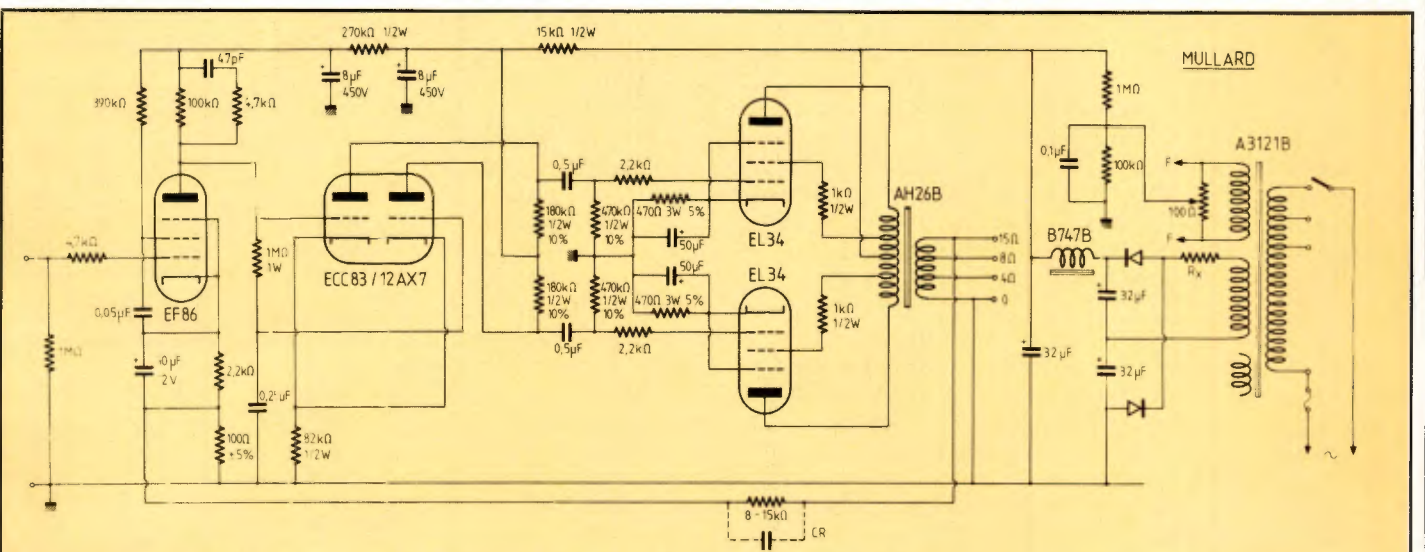 MULLARD
270kΩ 1/2W
15kΩ 1/2W
47pF
8µF
450V
8µF
450V
390kΩ
100kΩ
4,7kΩ
1MΩ
0,1µF
100kΩ
A3121B
F
100Ω
F
EF86
4,7kΩ
1MΩ
1W
ECC83/12AX7
0,5µF
2,2kΩ
180kΩ
1/2W
10%
470kΩ
1/2W
10%
470Ω 3W 5%
50µF
EL34
1kΩ
1/2W
AH26B
15Ω
8Ω
4Ω
0
B747B
Rx
EL34
50µF
180kΩ
1/2W
10%
470kΩ
1/2W
10%
470Ω 3W 5%
1kΩ
1/2W
0,5µF
2,2kΩ
0,05µF
1MΩ
2,2kΩ
100Ω
±5%
82kΩ
1/2W
32µF
32µF
32µF
~
8-15kΩ
CR